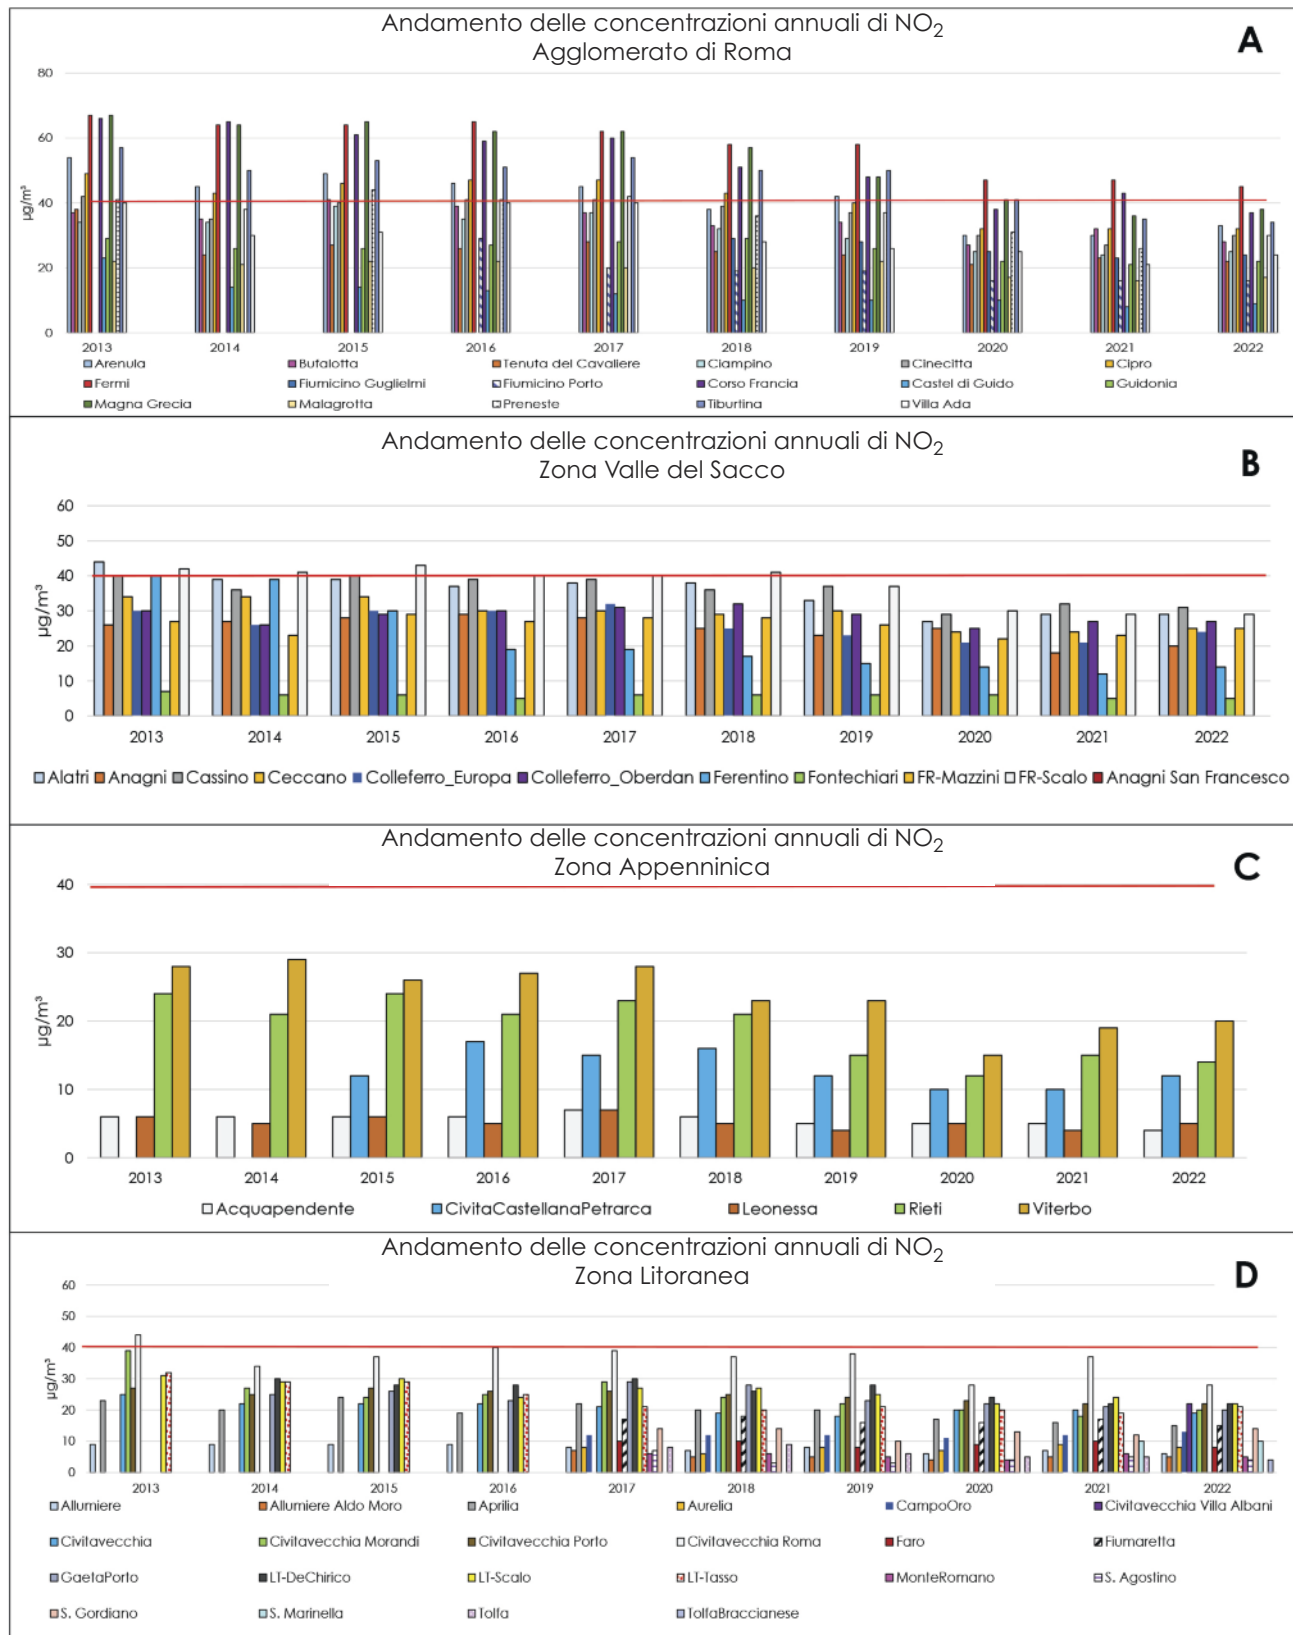 Andamento delle concentrazioni annuali di NO2
Agglomerato di Roma
A
80
60
40
20
0
µg/m³
2013 2014 2015 2016 2017 2018 2019 2020 2021 2022
Arenula Bufalotta Tenuta del Cavaliere Ciampino Cinecitta Cipro
Fermi Fiumicino Guglielmi Fiumicino Porto Corso Francia Castel di Guido Guidonia
Magna Grecia Malagrotta Preneste Tiburtina Villa Ada
Andamento delle concentrazioni annuali di NO2
Zona Valle del Sacco
B
60
50
40
30
20
10
0
µg/m³
2013 2014 2015 2016 2017 2018 2019 2020 2021 2022
Alatri Anagni Cassino Ceccano Colleferro_Europa Colleferro_Oberdan Ferentino Fontechiari FR-Mazzini FR-Scalo Anagni San Francesco
Andamento delle concentrazioni annuali di NO2
Zona Appenninica
C
40
30
20
10
0
µg/m³
2013 2014 2015 2016 2017 2018 2019 2020 2021 2022
Acquapendente CivitaCastellanaPetrarca Leonessa Rieti Viterbo
Andamento delle concentrazioni annuali di NO2
Zona Litoranea
D
60
50
40
30
20
10
0
µg/m³
2013 2014 2015 2016 2017 2018 2019 2020 2021 2022
Allumiere Allumiere Aldo Moro Aprilia Aurelia CampoOro Civitavecchia Villa Albani
Civitavecchia Civitavecchia Morandi Civitavecchia Porto Civitavecchia Roma Faro Fiumaretta
GaetaPorto LT-DeChirico LT-Scalo LT-Tasso MonteRomano S. Agostino
S. Gordiano S. Marinella Tolfa TolfaBraccianese